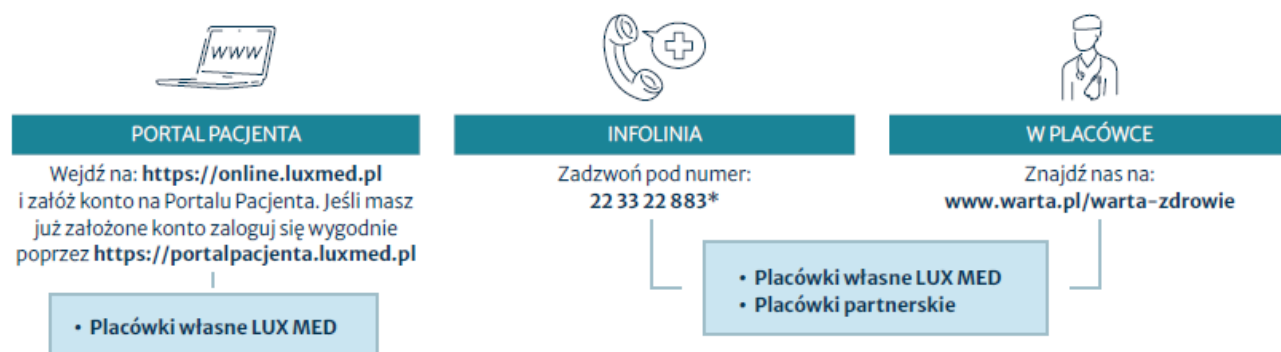 WWW
PORTAL PACJENTA
Wejdź na: https://online.luxmed.pl
i załóż konto na Portalu Pacjenta. Jeśli masz
już założone konto zaloguj się wygodnie
poprzez https://portalpacjenta.luxmed.pl
• Placówki własne LUX MED
INFOLINIA
Zadzwoń pod numer:
22 33 22 883*
W PLACÓWCE
Znajdź nas na:
www.warta.pl/warta-zdrowie
• Placówki własne LUX MED
• Placówki partnerskie